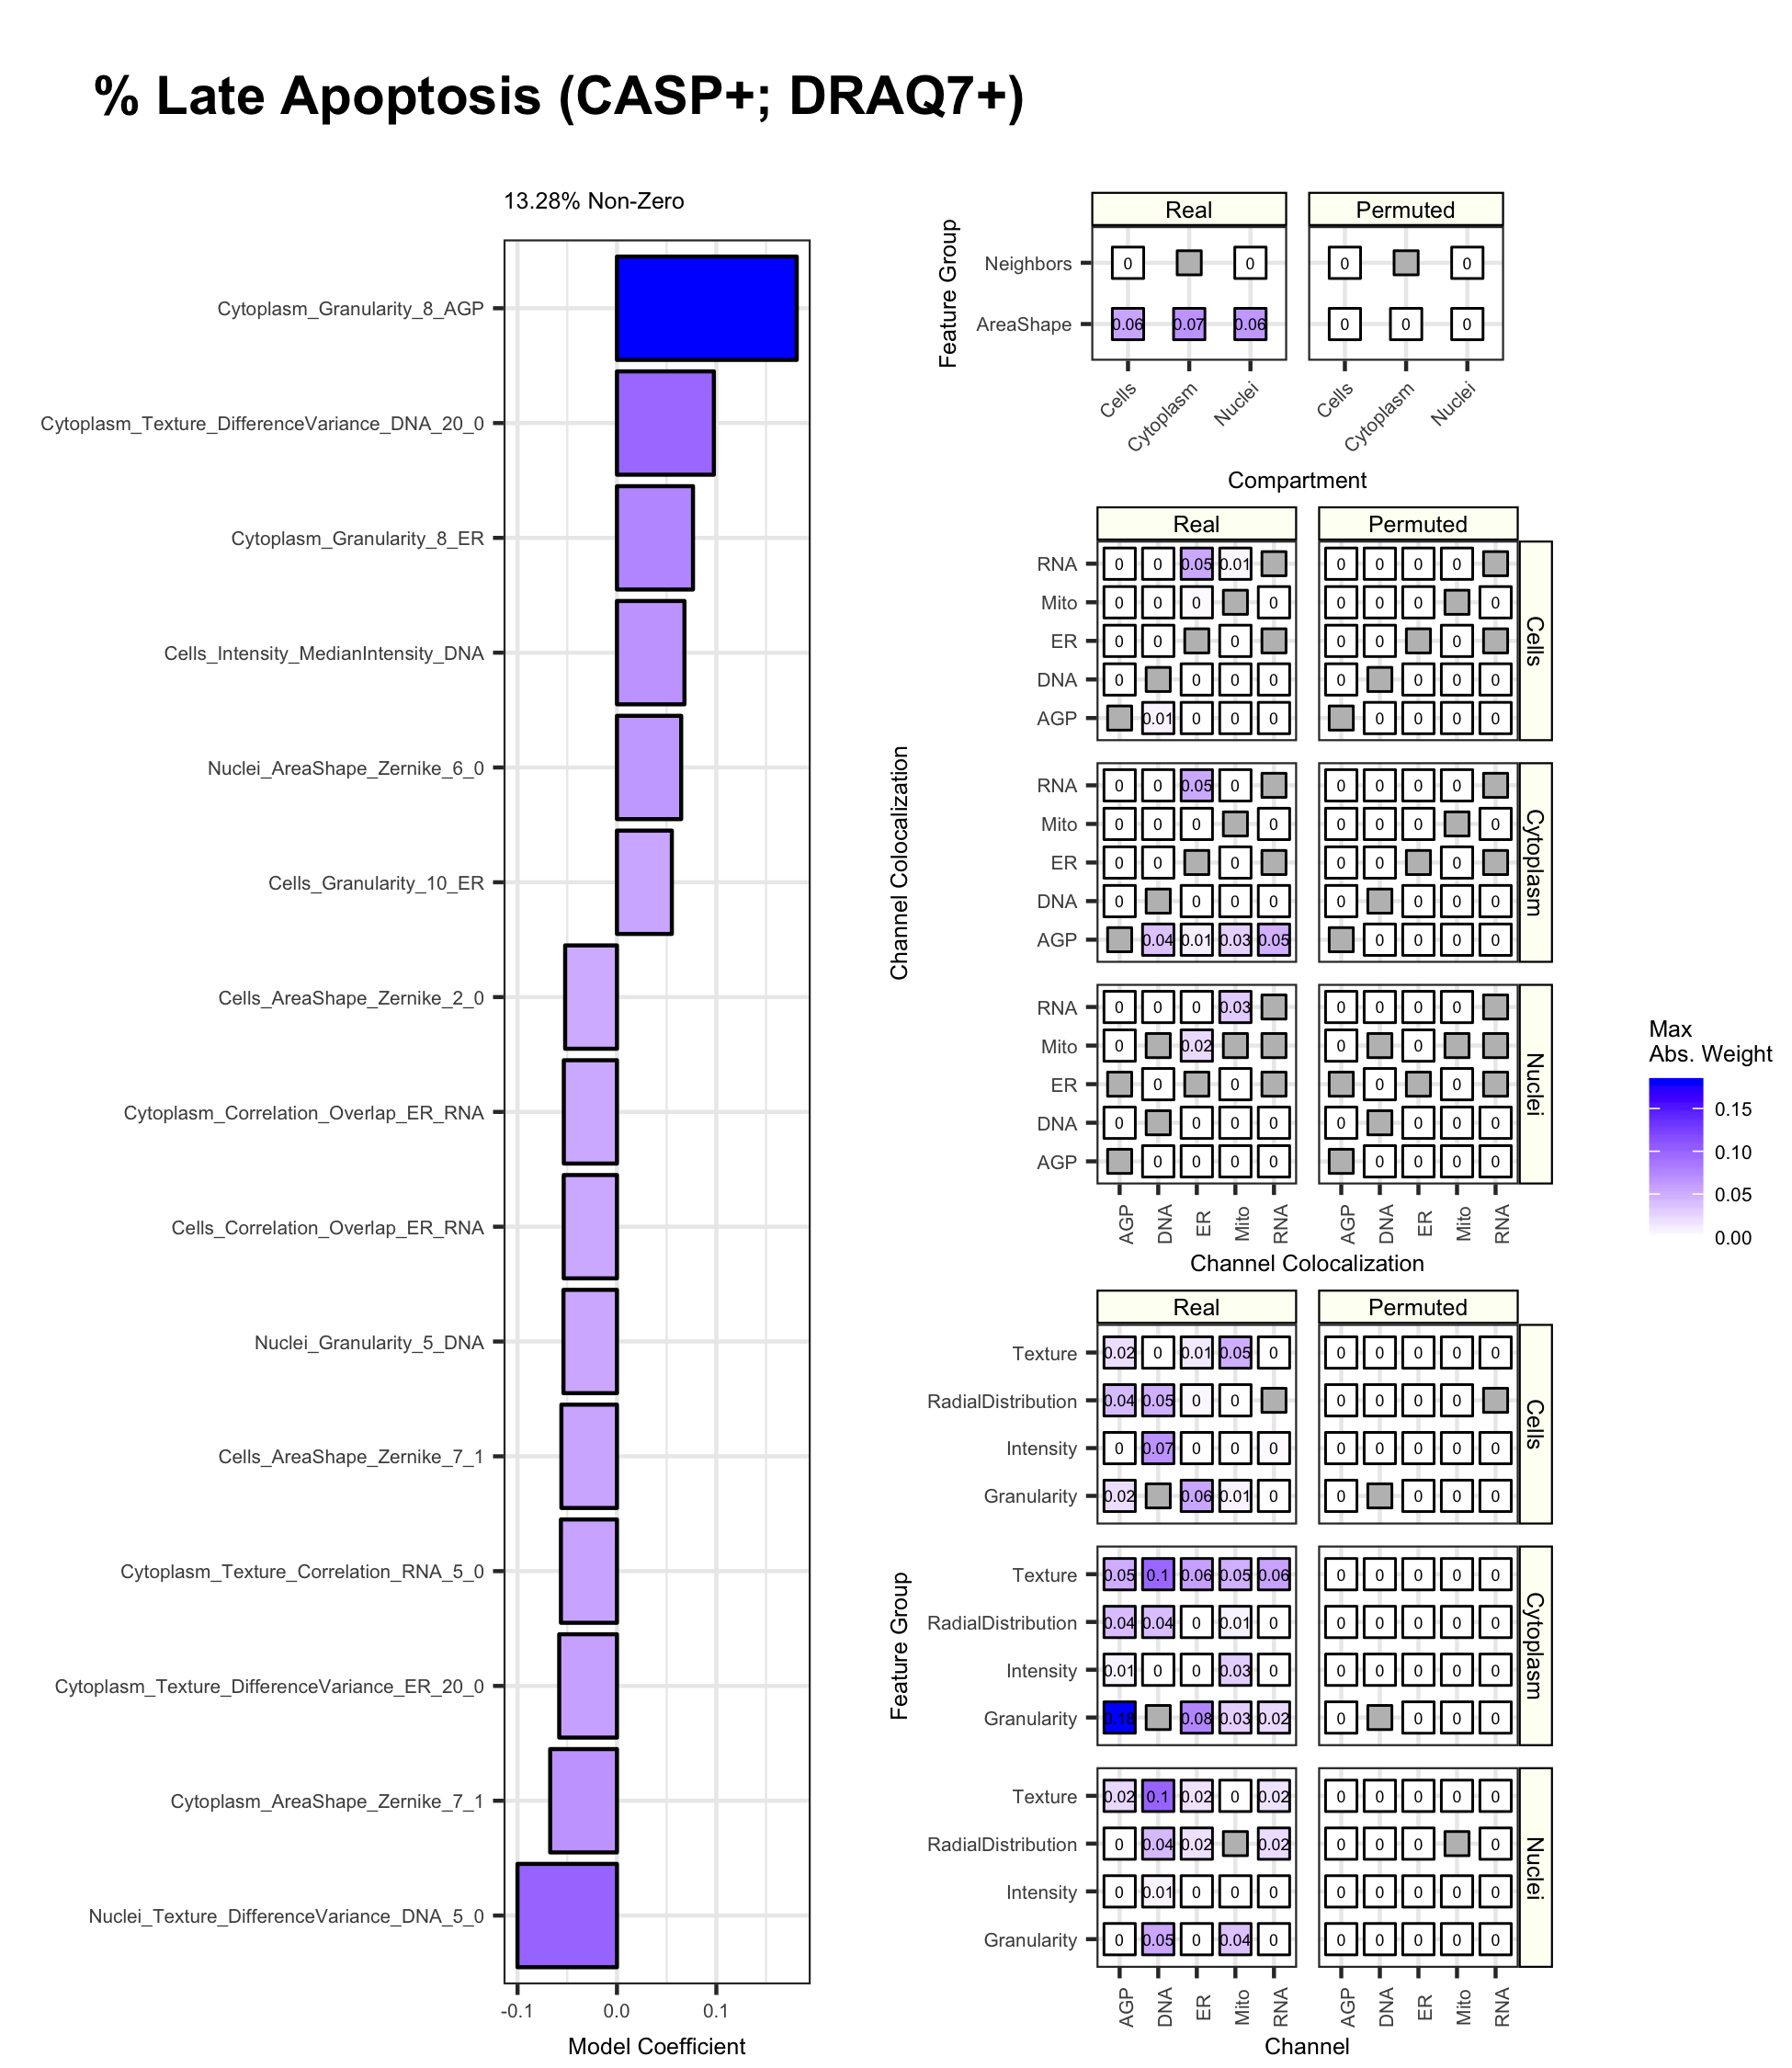 % Late Apoptosis (CASP+; DRAQ7+)
13.28% Non-Zero
Cytoplasm_Granularity_8_AGP
Cytoplasm_Texture_DifferenceVariance_DNA_20_0
Cytoplasm_Granularity_8_ER
Cells_Intensity_MedianIntensity_DNA
Nuclei_AreaShape_Zernike_6_0
Cells_Granularity_10_ER
Cells_AreaShape_Zernike_2_0
Cytoplasm_Correlation_Overlap_ER_RNA
Cells_Correlation_Overlap_ER_RNA
Nuclei_Granularity_5_DNA
Cells_AreaShape_Zernike_7_1
Cytoplasm_Texture_Correlation_RNA_5_0
Cytoplasm_Texture_DifferenceVariance_ER_20_0
Cytoplasm_AreaShape_Zernike_7_1
Nuclei_Texture_DifferenceVariance_DNA_5_0
-0.1 0.0 0.1
Model Coefficient
Real Permuted
Feature Group
Neighbors 0 0 0 0
AreaShape 0.06 0.07 0.06 0 0 0
Cells Cytoplasm Nuclei Cells Cytoplasm Nuclei
Compartment
Real Permuted
Channel Colocalization
RNA 0 0 0.05 0.01 0 0 0 0
Mito 0 0 0 0 0 0 0 0
ER 0 0 0 0 0 0
DNA 0 0 0 0 0 0 0 0
AGP 0.01 0 0 0 0 0 0 0
Cells
RNA 0 0 0.05 0 0 0 0 0
Mito 0 0 0 0 0 0 0 0
ER 0 0 0 0 0 0
DNA 0 0 0 0 0 0 0 0
AGP 0.04 0.01 0.03 0.05 0 0 0 0
Cytoplasm
RNA 0 0 0 0.03 0 0 0 0
Mito 0 0.02 0 0
ER 0 0 0 0
DNA 0 0 0 0 0 0 0 0
AGP 0 0 0 0 0 0 0 0
Nuclei
AGP DNA ER Mito RNA AGP DNA ER Mito RNA
Channel Colocalization
Max
Abs. Weight
0.15
0.10
0.05
0.00
Real Permuted
Feature Group
Texture 0.02 0 0.01 0.05 0 0 0 0 0 0
RadialDistribution 0.04 0.05 0 0 0 0 0 0
Intensity 0 0.07 0 0 0 0 0 0 0 0
Granularity 0.02 0.06 0.01 0 0 0 0 0
Cells
Texture 0.05 0.1 0.06 0.05 0.06 0 0 0 0 0
RadialDistribution 0.04 0.04 0 0.01 0 0 0 0 0 0
Intensity 0.01 0 0 0.03 0 0 0 0 0 0
Granularity 0.18 0.08 0.03 0.02 0 0 0 0
Cytoplasm
Texture 0.02 0.1 0.02 0 0.02 0 0 0 0 0
RadialDistribution 0 0.04 0.02 0.02 0 0 0 0
Intensity 0 0.01 0 0 0 0 0 0 0 0
Granularity 0 0.05 0 0.04 0 0 0 0 0 0
Nuclei
AGP DNA ER Mito RNA AGP DNA ER Mito RNA
Channel